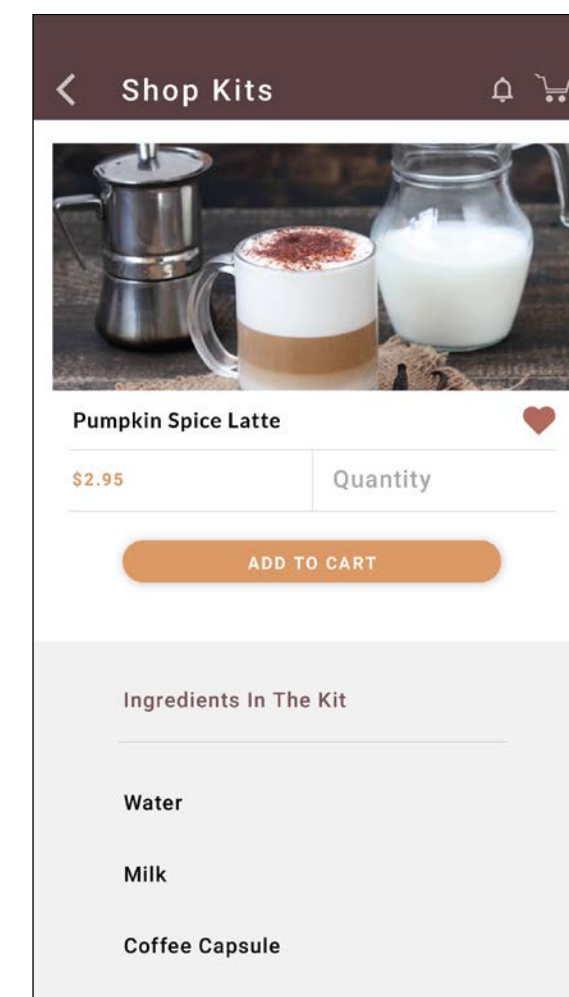 Shop Kits
Pumpkin Spice Latte
$2.95
Quantity
ADD TO CART
Ingredients In The Kit
Water
Milk
Coffee Capsule